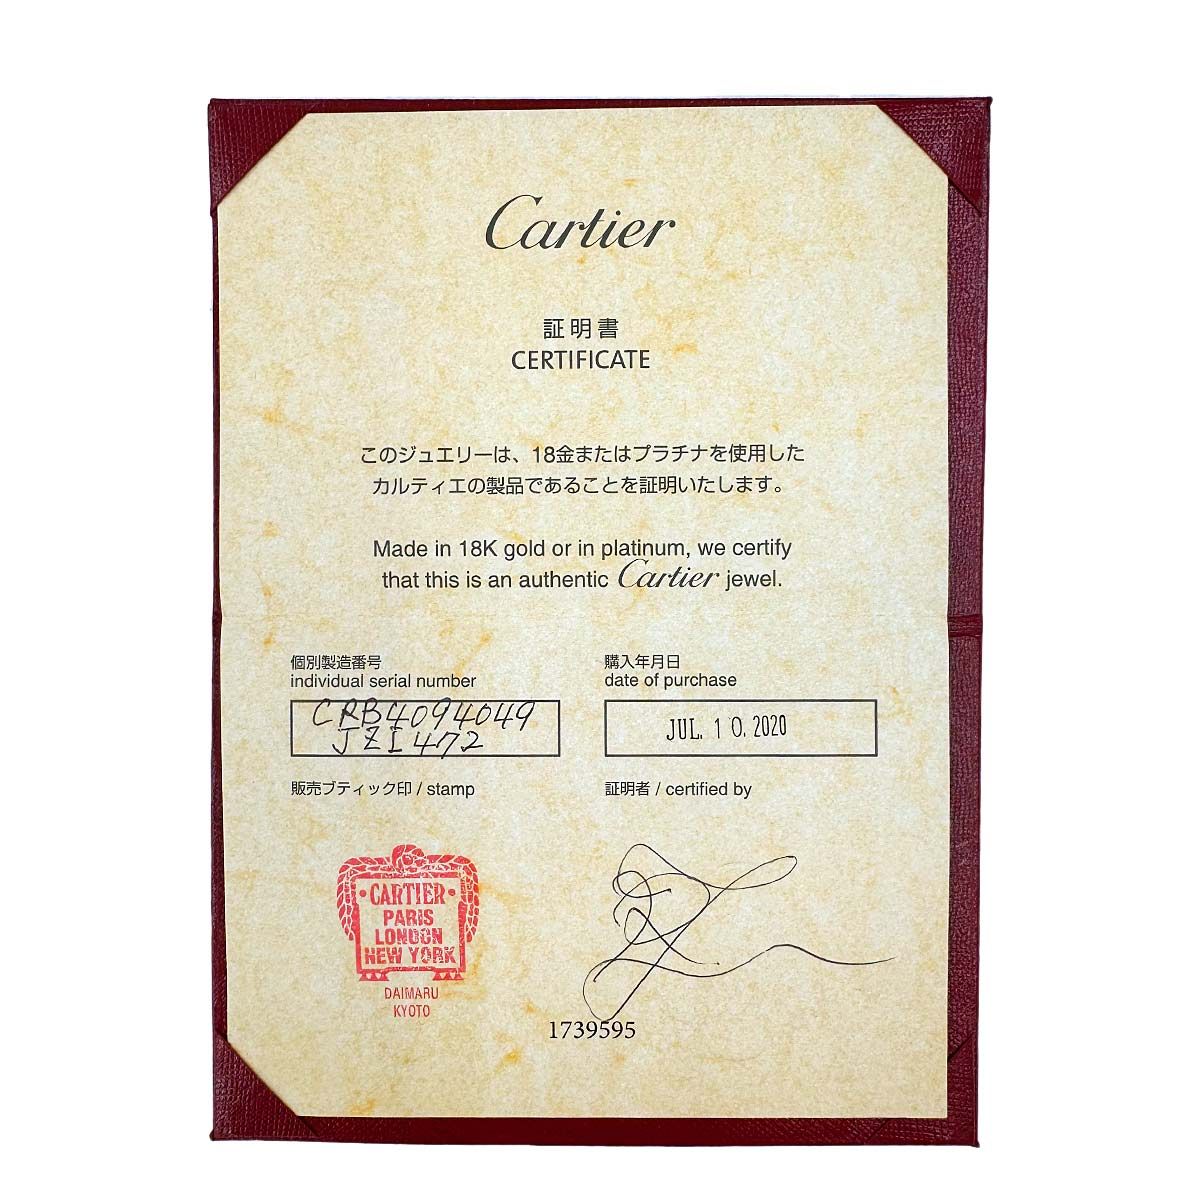 Cartier
証明書
CERTIFICATE
このジュエリーは、18金またはプラチナを使用した
カルティエの製品であることを証明いたします。
Made in 18K gold or in platinum, we certify
that this is an authentic Cartier jewel.
個別製造番号
individual serial number
CRB4094049
JZI472
購入年月日
date of purchase
JUL. 10. 2020
販売ブティック印 / stamp
証明者 / certified by
CARTIER
PARIS
LONDON
NEW YORK
DAIMARU
KYOTO
1739595